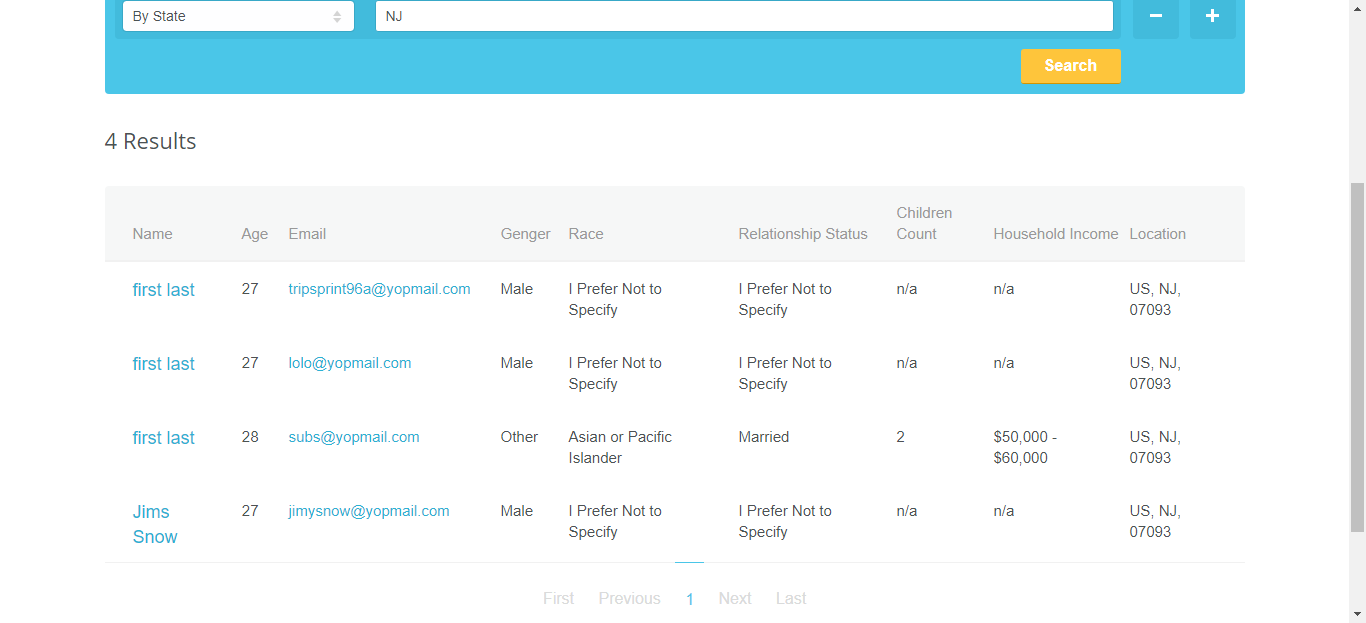 By State NJ − +
Search
4 Results
Children
Name Age Email Genger Race Relationship Status Count Household Income Location
first last 27 tripsprint96a@yopmail.com Male I Prefer Not to I Prefer Not to n/a n/a US, NJ,
Specify Specify 07093
first last 27 lolo@yopmail.com Male I Prefer Not to I Prefer Not to n/a n/a US, NJ,
Specify Specify 07093
first last 28 subs@yopmail.com Other Asian or Pacific Married 2 $50,000 - US, NJ,
Islander $60,000 07093
Jims 27 jimysnow@yopmail.com Male I Prefer Not to I Prefer Not to n/a n/a US, NJ,
Snow Specify Specify 07093
First Previous 1 Next Last